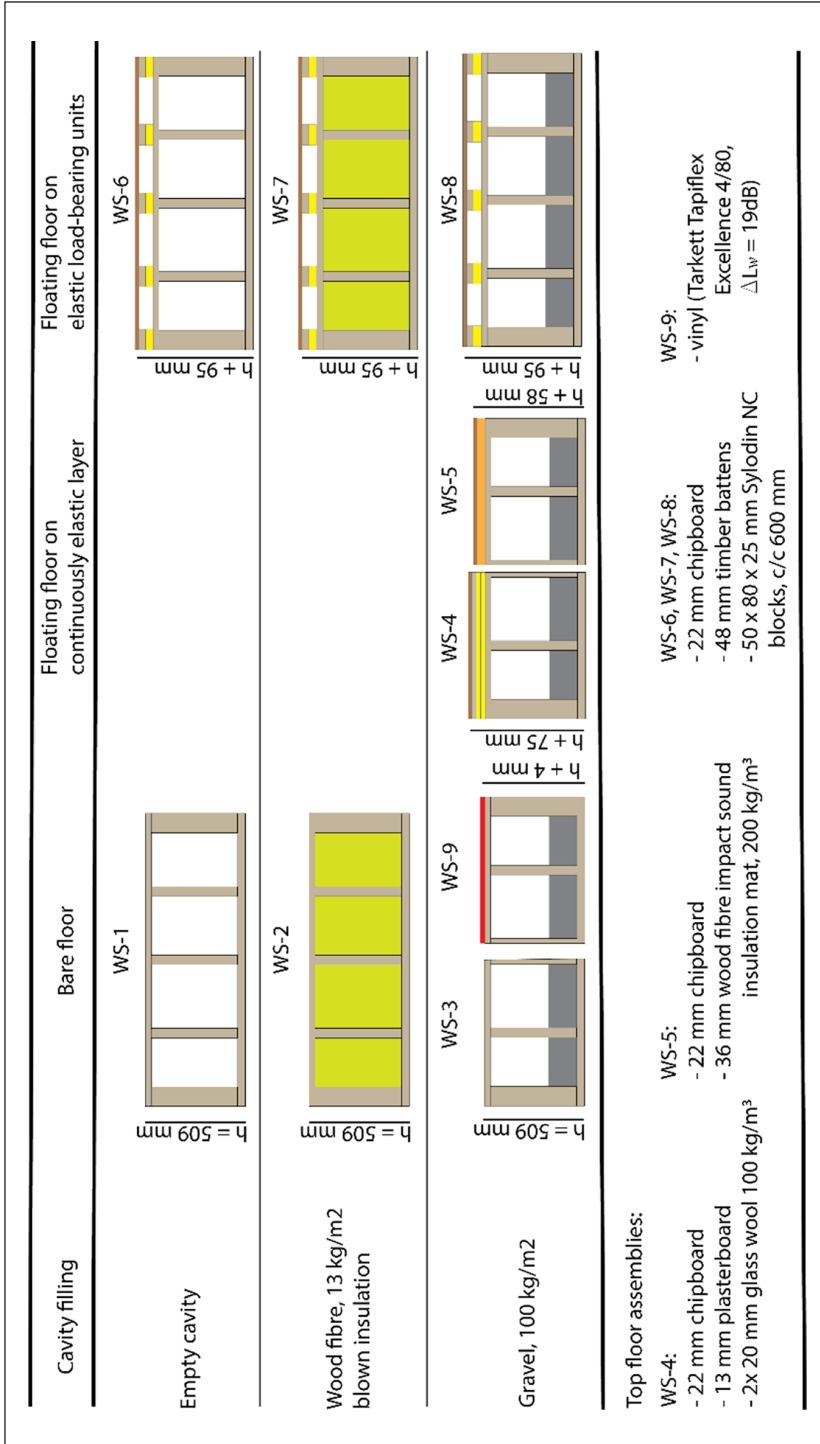 Cavity filling
Bare floor
Floating floor on
continuously elastic layer
Floating floor on
elastic load-bearing units
Empty cavity
h = 509 mm
WS-1
h + 95 mm
WS-6
Wood fibre, 13 kg/m2
blown insulation
h = 509 mm
WS-2
h + 95 mm
WS-7
Gravel, 100 kg/m2
h = 509 mm
WS-3
WS-9
h + 4 mm
h + 75 mm
WS-4
WS-5
h + 58 mm
h + 95 mm
WS-8
Top floor assemblies:
WS-4:
- 22 mm chipboard
- 13 mm plasterboard
- 2x 20 mm glass wool 100 kg/m³
WS-5:
- 22 mm chipboard
- 36 mm wood fibre impact sound
insulation mat, 200 kg/m³
WS-6, WS-7, WS-8:
- 22 mm chipboard
- 48 mm timber battens
- 50 x 80 x 25 mm Sylodin NC
blocks, c/c 600 mm
WS-9:
- vinyl (Tarkett Tapiflex
Excellence 4/80,
ΔLw = 19dB)